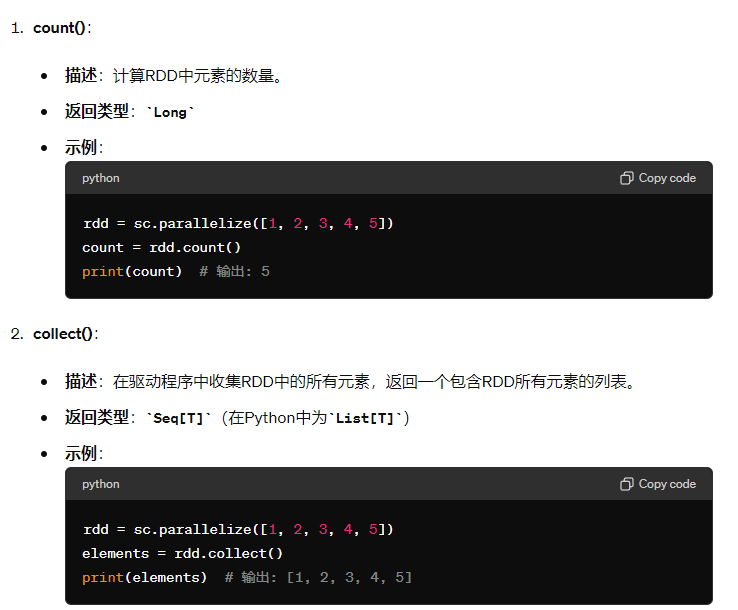 1. count()：
• 描述：计算RDD中元素的数量。
• 返回类型：`Long`
• 示例：
python Copy code
rdd = sc.parallelize([1, 2, 3, 4, 5])
count = rdd.count()
print(count)  # 输出: 5
2. collect()：
• 描述：在驱动程序中收集RDD中的所有元素，返回一个包含RDD所有元素的列表。
• 返回类型：`Seq[T]`（在Python中为`List[T]`）
• 示例：
python Copy code
rdd = sc.parallelize([1, 2, 3, 4, 5])
elements = rdd.collect()
print(elements)  # 输出: [1, 2, 3, 4, 5]